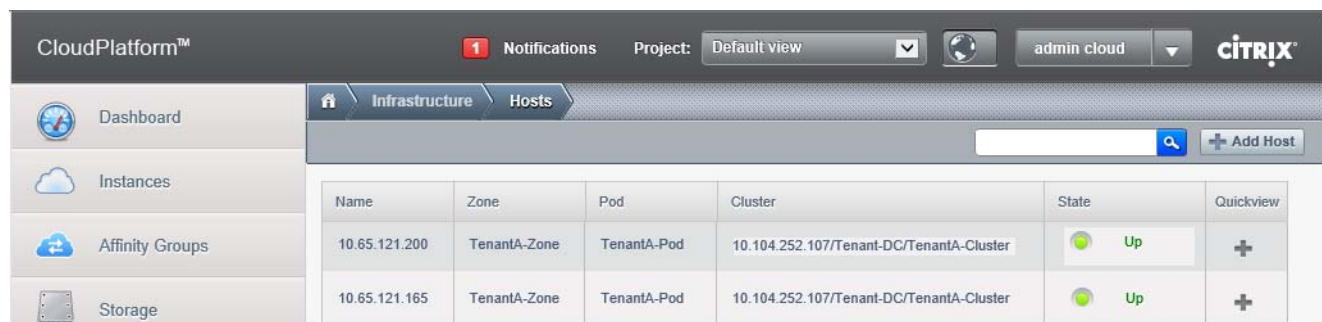 CloudPlatform™ 1 Notifications Project: Default view admin cloud CİTRIX®
Infrastructure Hosts
Dashboard
Add Host
Instances
Name Zone Pod Cluster State Quickview
Affinity Groups
10.65.121.200 TenantA-Zone TenantA-Pod 10.104.252.107/Tenant-DC/TenantA-Cluster Up
10.65.121.165 TenantA-Zone TenantA-Pod 10.104.252.107/Tenant-DC/TenantA-Cluster Up
Storage